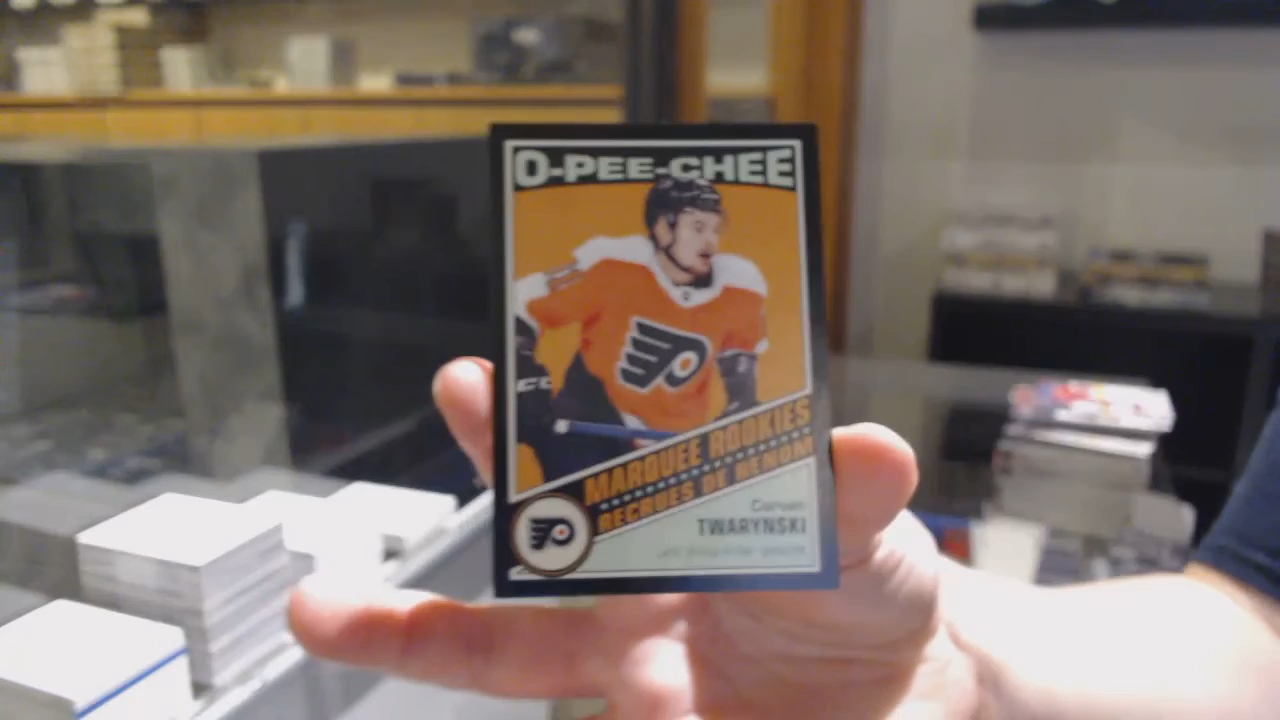 O-PEE-CHEE
MARQUEE ROOKIES
RECRUES DE RENOM
Carsen
TWARYNSKI